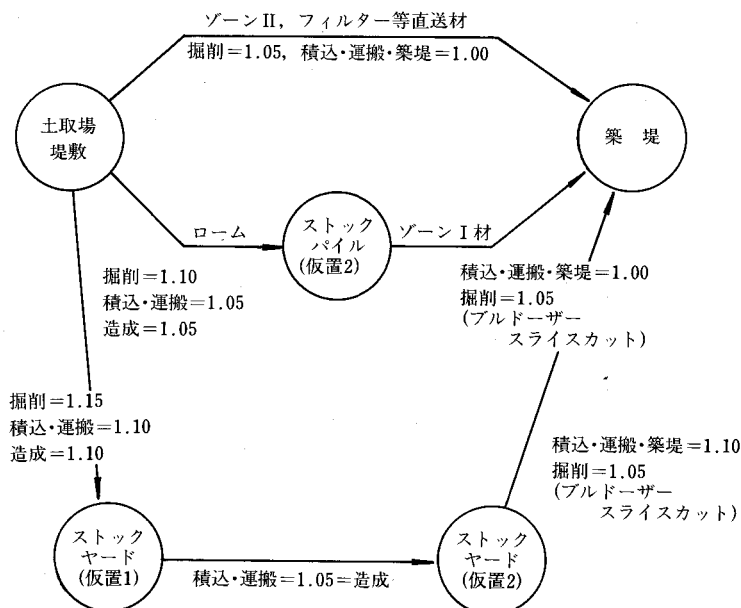 ゾーンⅡ，フィルター等直送材
掘削＝1.05，積込・運搬・築堤＝1.00
土取場
堤敷
築　堤
ローム
ストック
パイル
(仮置2)
ゾーンⅠ材
掘削＝1.10
積込・運搬＝1.05
造成＝1.05
積込・運搬・築堤＝1.00
掘削＝1.05
(ブルドーザー
スライスカット)
掘削＝1.15
積込・運搬＝1.10
造成＝1.10
積込・運搬・築堤＝1.10
掘削＝1.05
(ブルドーザー
スライスカット)
ストック
ヤード
(仮置1)
積込・運搬＝1.05＝造成
ストック
ヤード
(仮置2)